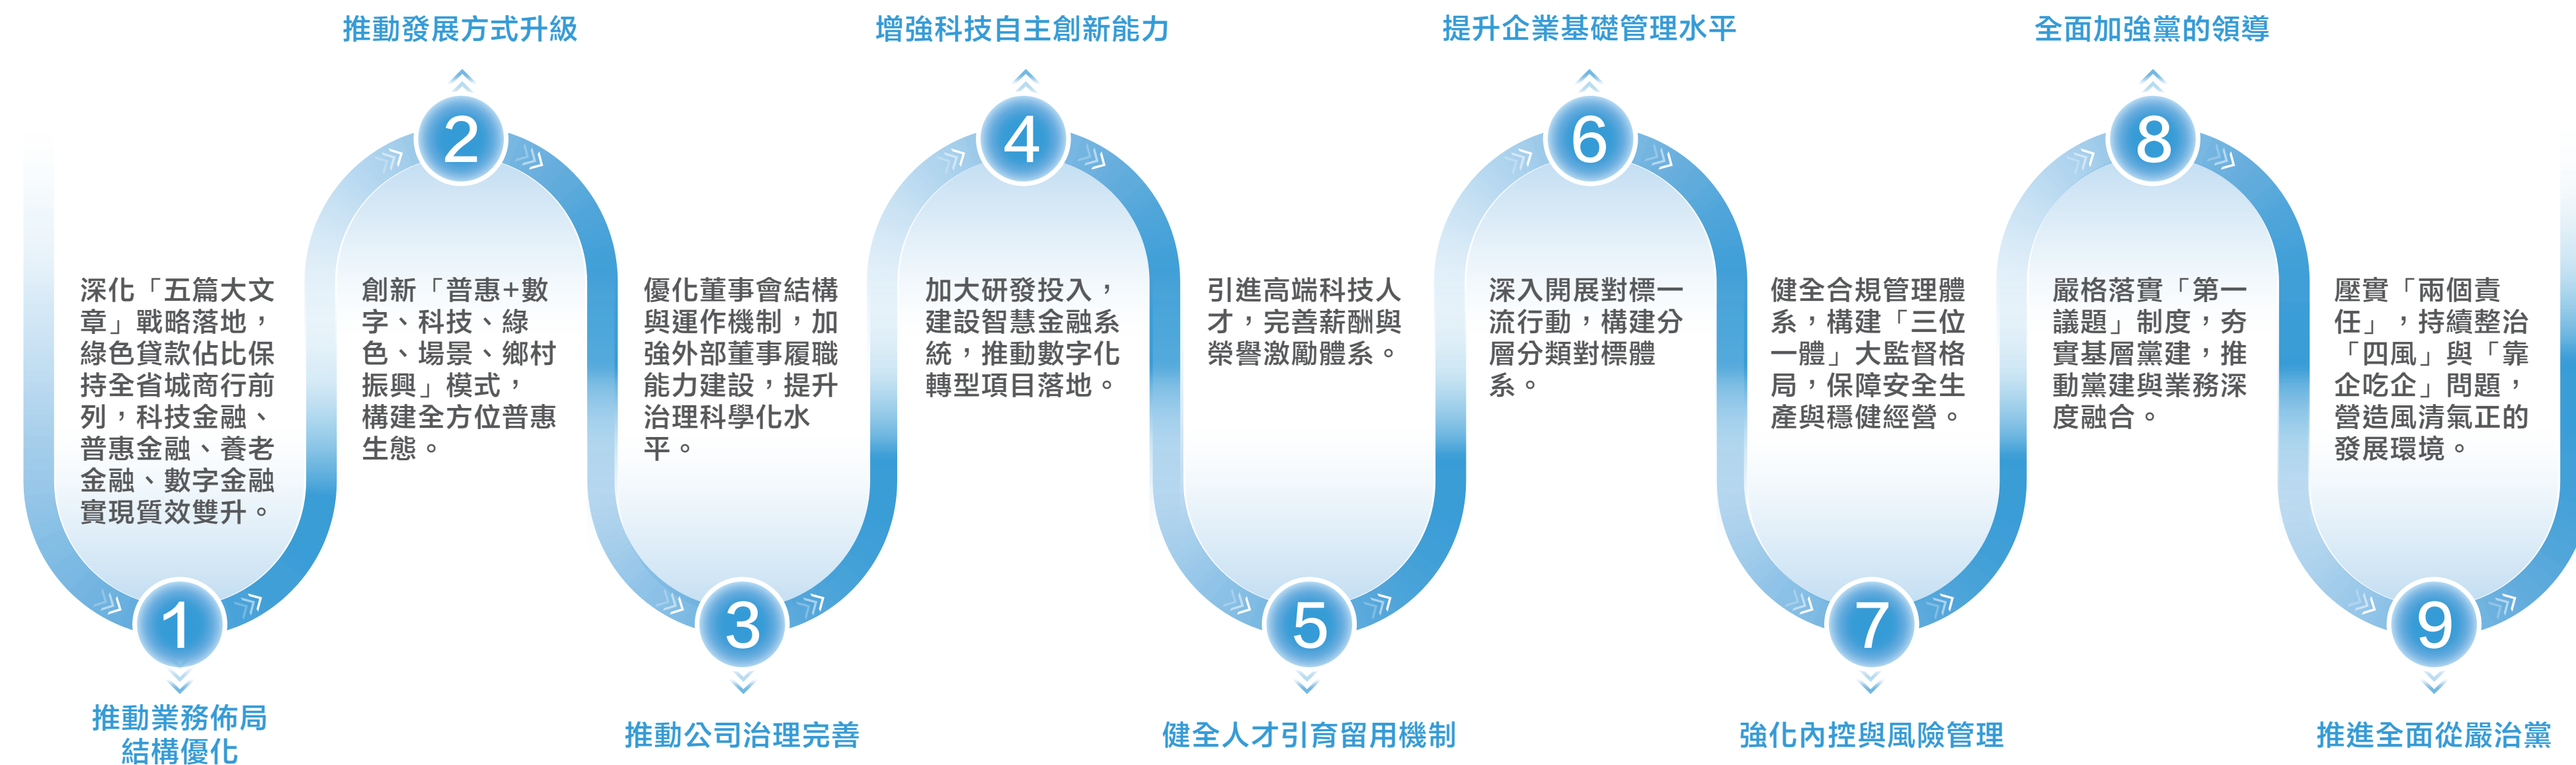 深化「五篇大文
章」戰略落地，
綠色貸款佔比保
持全省城商行前
列，科技金融、
普惠金融、養老
金融、數字金融
實現質效雙升。
1
推動業務佈局
結構優化
推動發展方式升級
2
創新「普惠+數
字、科技、綠
色、場景、鄉村
振興」模式，
構建全方位普惠
生態。
優化董事會結構
與運作機制，加
強外部董事履職
能力建設，提升
治理科學化水
平。
3
推動公司治理完善
增強科技自主創新能力
4
加大研發投入，
建設智慧金融系
統，推動數字化
轉型項目落地。
引進高端科技人
才，完善薪酬與
榮譽激勵體系。
5
健全人才引育留用機制
提升企業基礎管理水平
6
深入開展對標一
流行動，構建分
層分類對標體
系。
健全合規管理體
系，構建「三位
一體」大監督格
局，保障安全生
產與穩健經營。
7
強化內控與風險管理
全面加強黨的領導
8
嚴格落實「第一
議題」制度，夯
實基層黨建，推
動黨建與業務深
度融合。
壓實「兩個責
任」，持續整治
「四風」與「靠
企吃企」問題，
營造風清氣正的
發展環境。
9
推進全面從嚴治黨